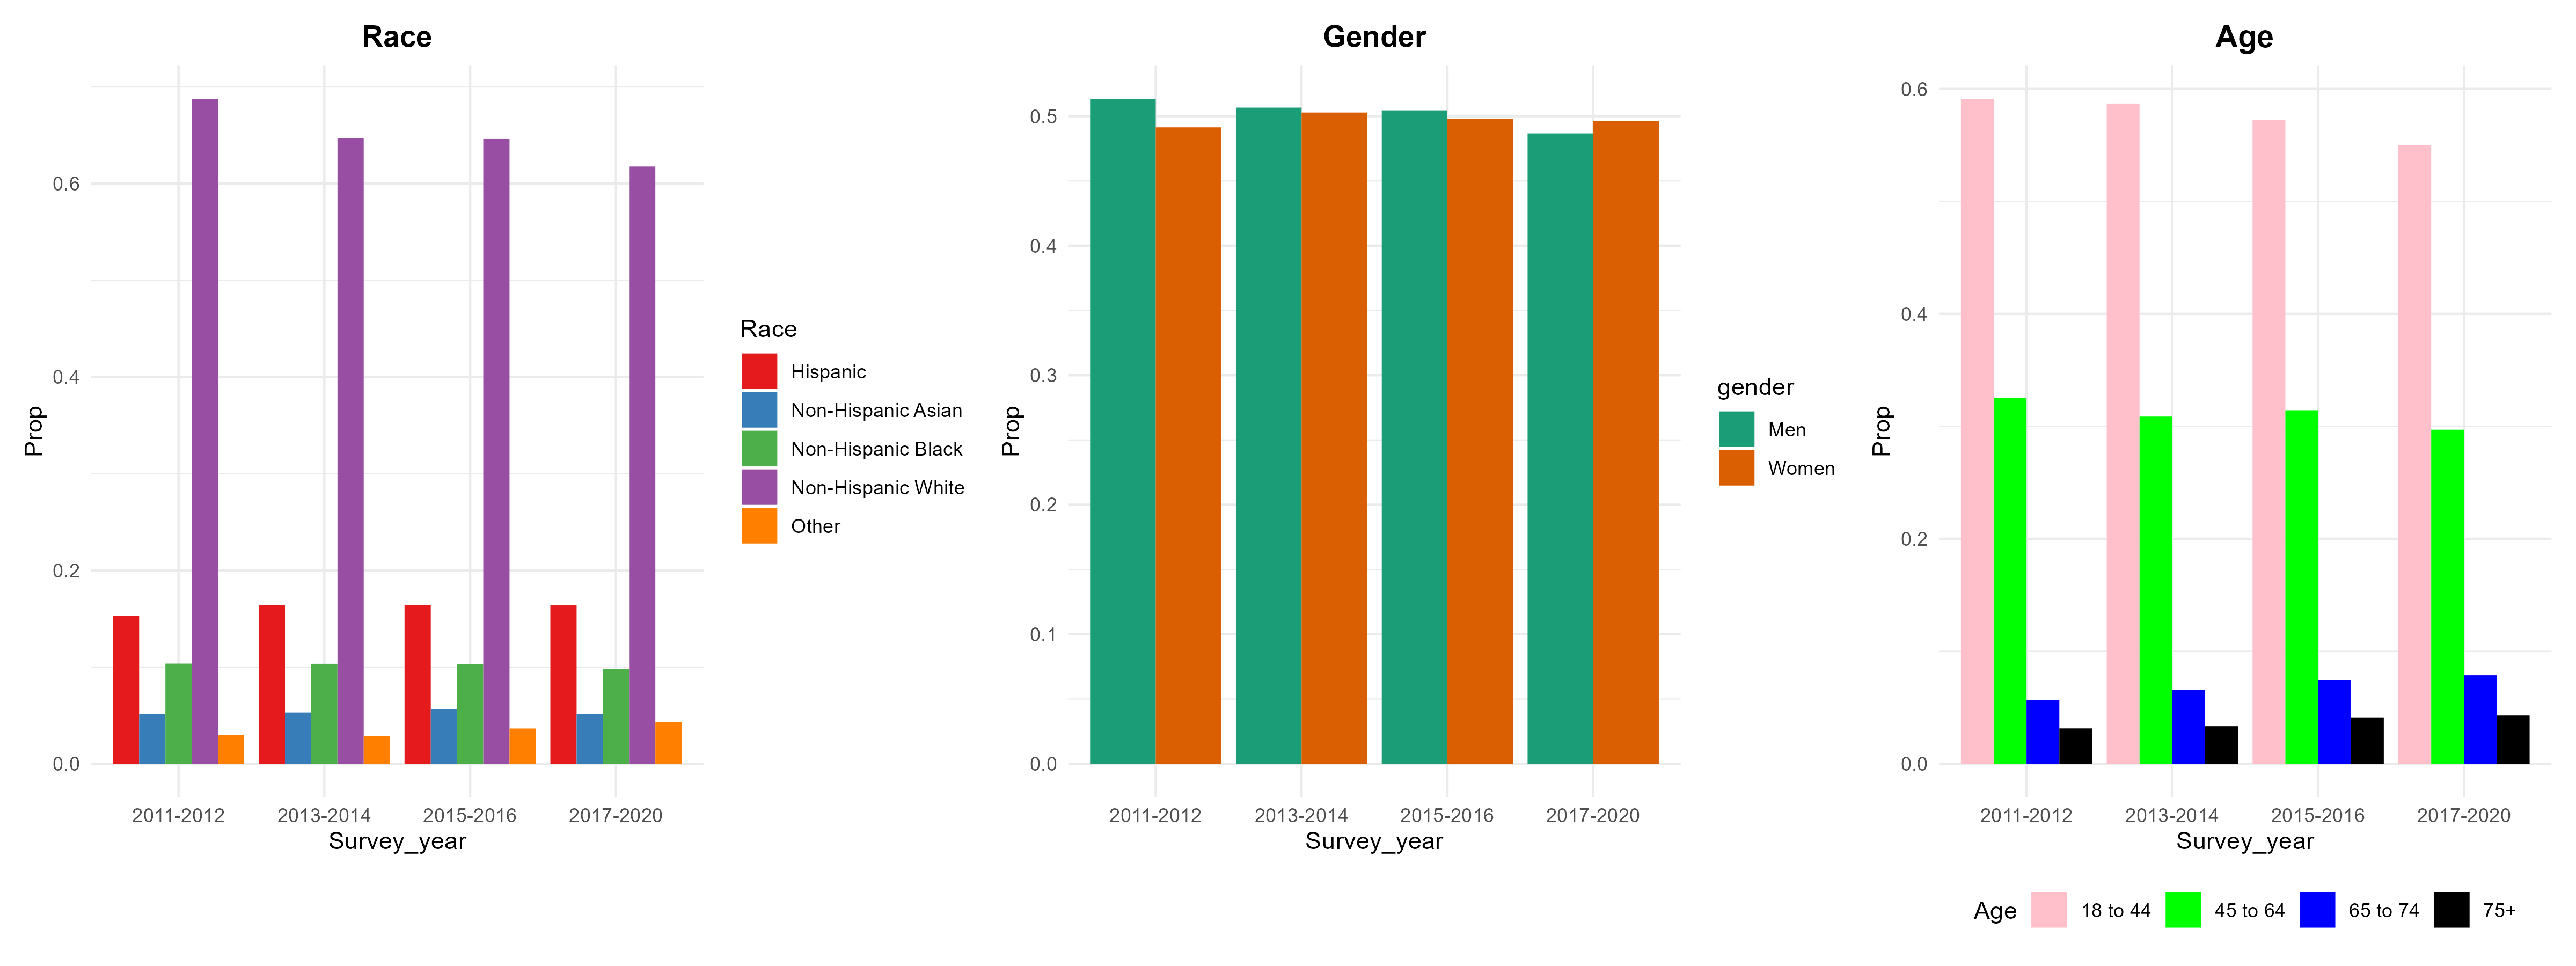 Race
Prop
0.6
0.4
0.2
0.0
2011-2012 2013-2014 2015-2016 2017-2020
Survey_year
Race
Hispanic
Non-Hispanic Asian
Non-Hispanic Black
Non-Hispanic White
Other
Gender
Prop
0.5
0.4
0.3
0.2
0.1
0.0
2011-2012 2013-2014 2015-2016 2017-2020
Survey_year
gender
Men
Women
Age
Prop
0.6
0.4
0.2
0.0
2011-2012 2013-2014 2015-2016 2017-2020
Survey_year
Age 18 to 44 45 to 64 65 to 74 75+